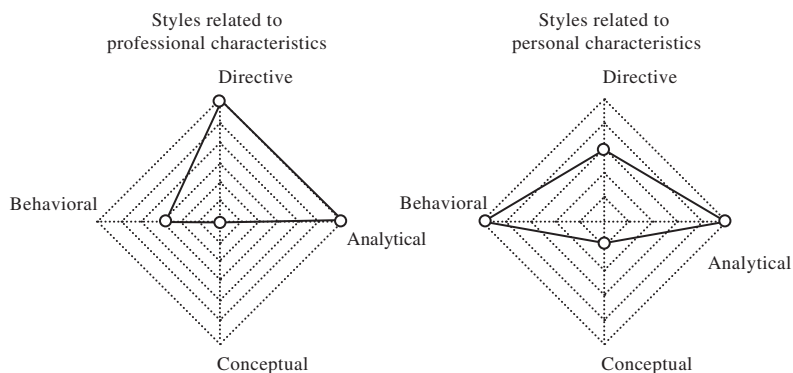 Styles related to
professional characteristics
Directive
Behavioral
Analytical
Conceptual
Styles related to
personal characteristics
Directive
Behavioral
Analytical
Conceptual